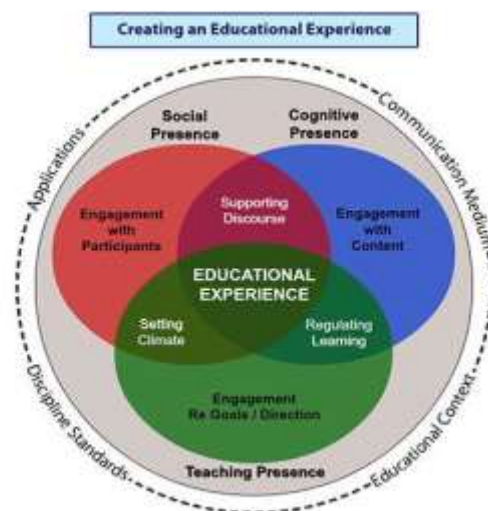 Creating an Educational Experience
Social
Presence
Cognitive
Presence
Applications
Communication Medium
Engagement
with
Participants
Supporting
Discourse
Engagement
with
Content
EDUCATIONAL
EXPERIENCE
Setting
Climate
Regulating
Learning
Engagement
Re Goals / Direction
Teaching Presence
Discipline Standards
Educational Context